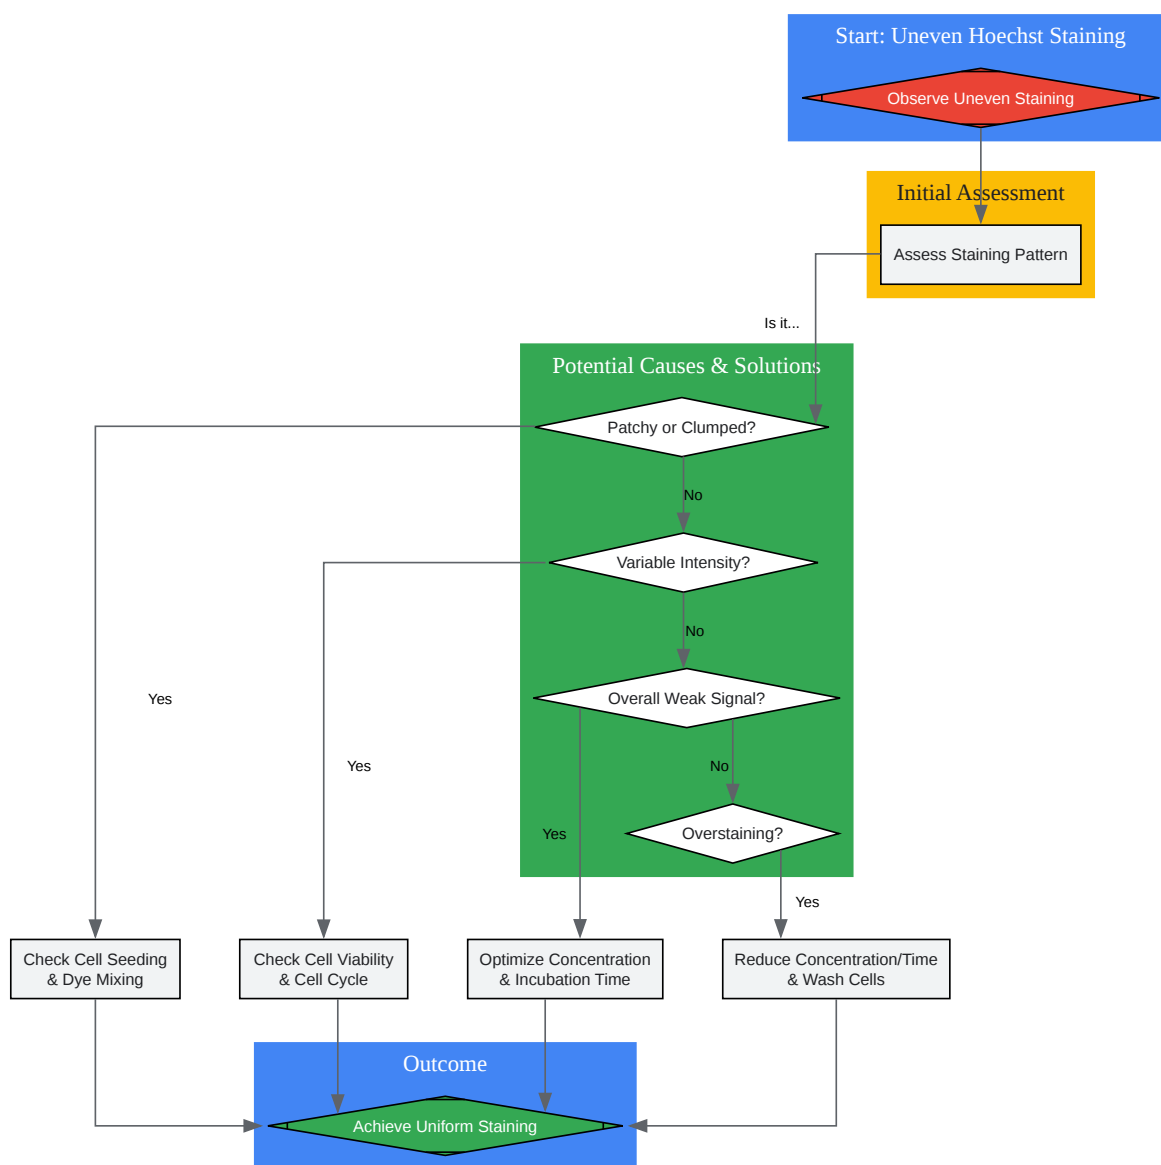 Start: Uneven Hoechst Staining
Observe Uneven Staining
Initial Assessment
Assess Staining Pattern
Is it...
Potential Causes & Solutions
Patchy or Clumped?
No
Variable Intensity?
No
Overall Weak Signal?
Yes
Yes
No
Yes
Overstaining?
Yes
Check Cell Seeding
& Dye Mixing
Check Cell Viability
& Cell Cycle
Optimize Concentration
& Incubation Time
Reduce Concentration/Time
& Wash Cells
Outcome
Achieve Uniform Staining